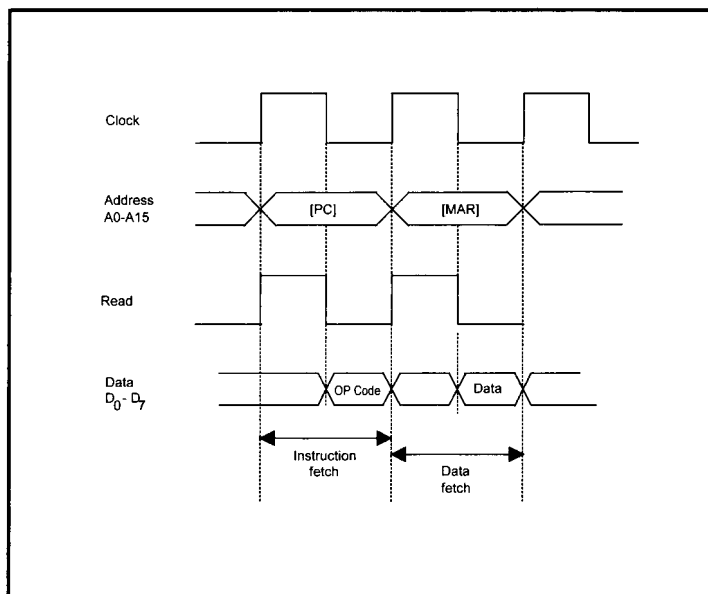 Clock
Address
A0-A15
[PC]
[MAR]
Read
Data
D0 - D7
OP Code
Data
Instruction
fetch
Data
fetch